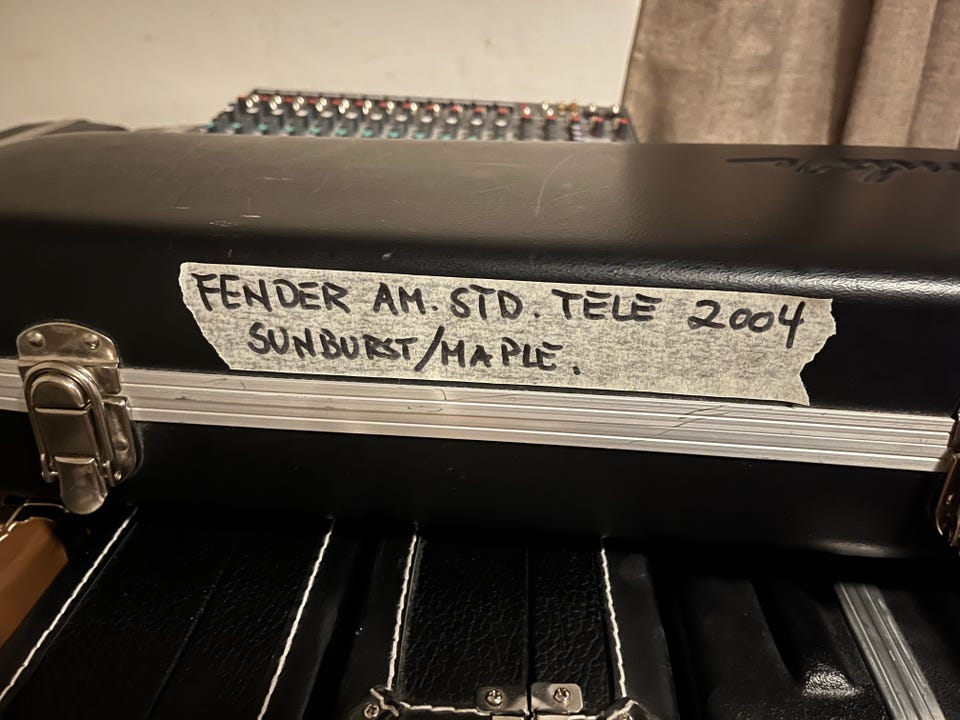 FENDER AM. STD. TELE 2004
SUNBURST/MAPLE.